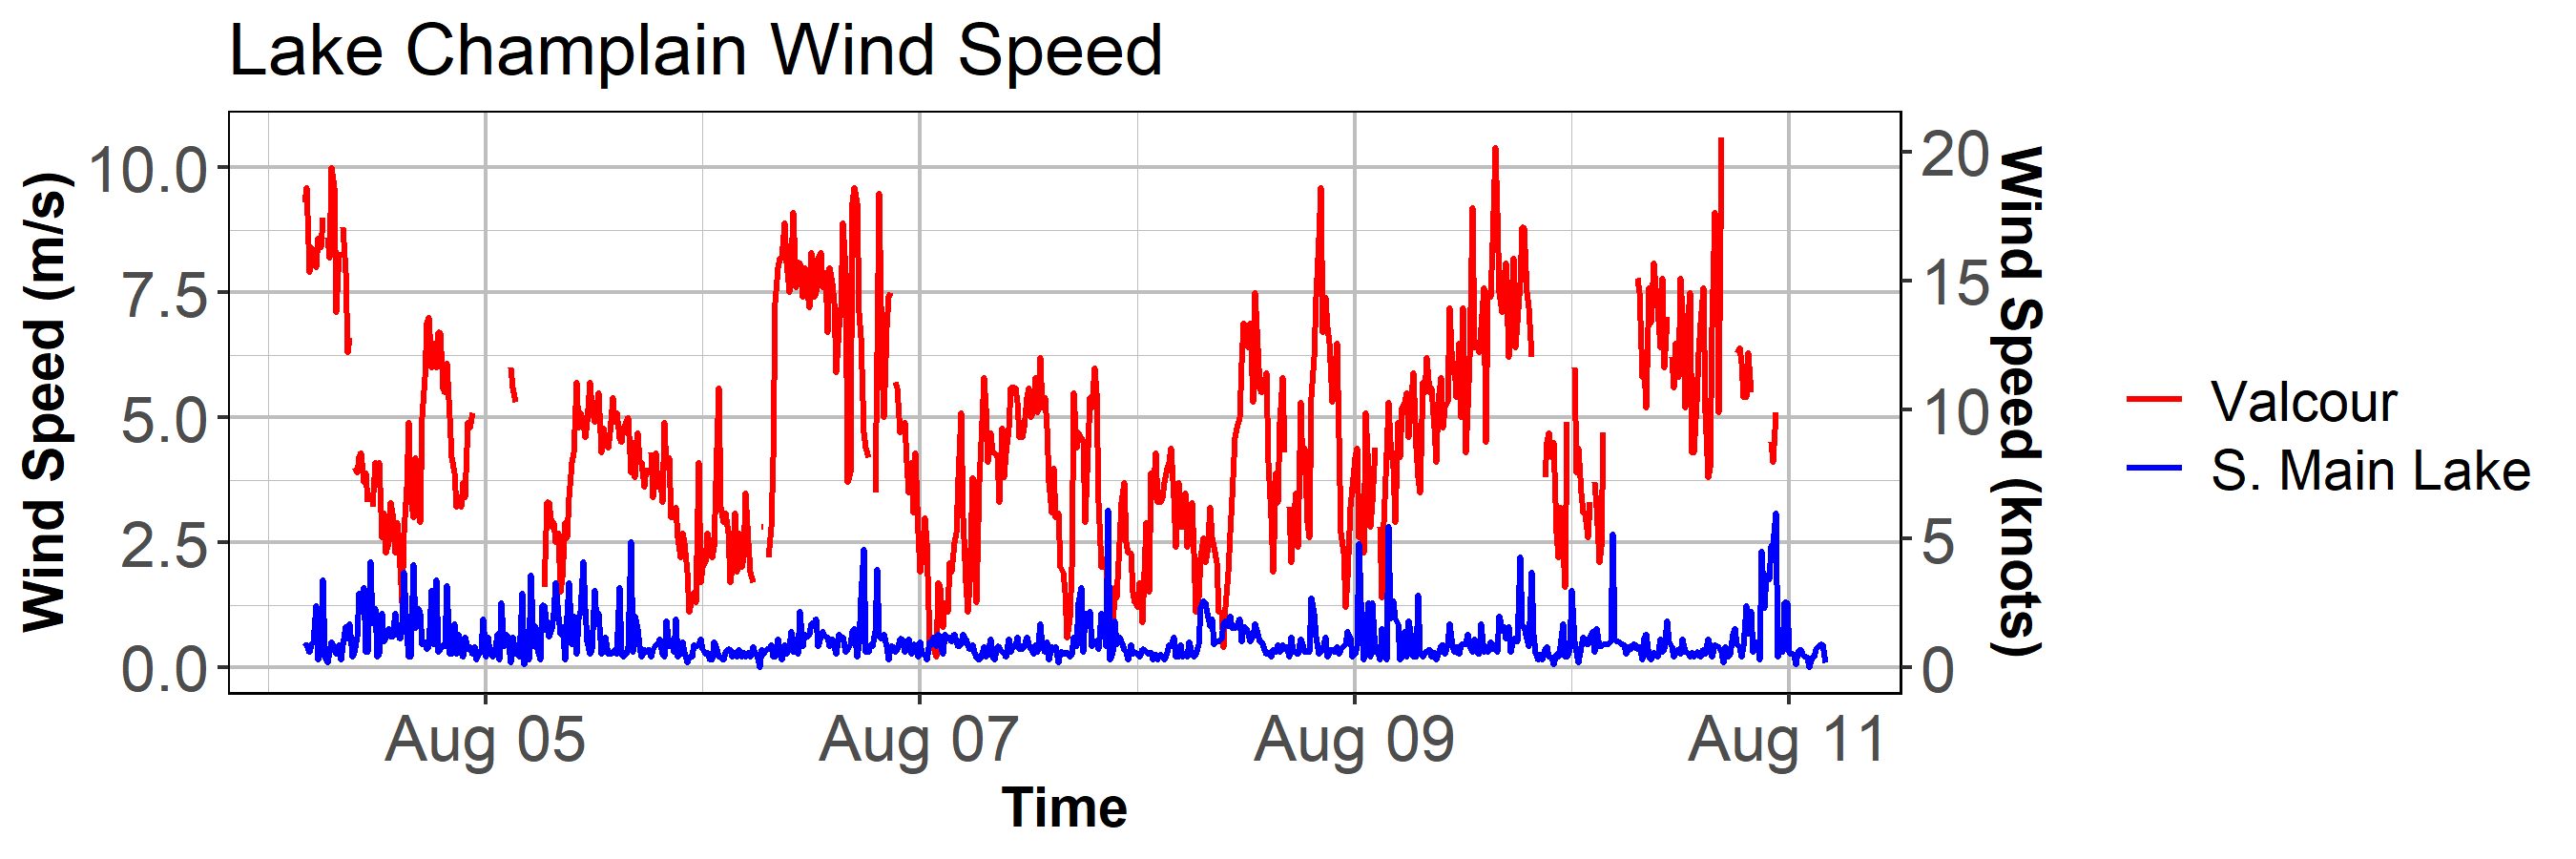 Lake Champlain Wind Speed
Wind Speed (m/s)
10.0
7.5
5.0
2.5
0.0
20
15
10
5
0
Wind Speed (knots)
Aug 05
Aug 07
Aug 09
Aug 11
Time
Valcour
S. Main Lake